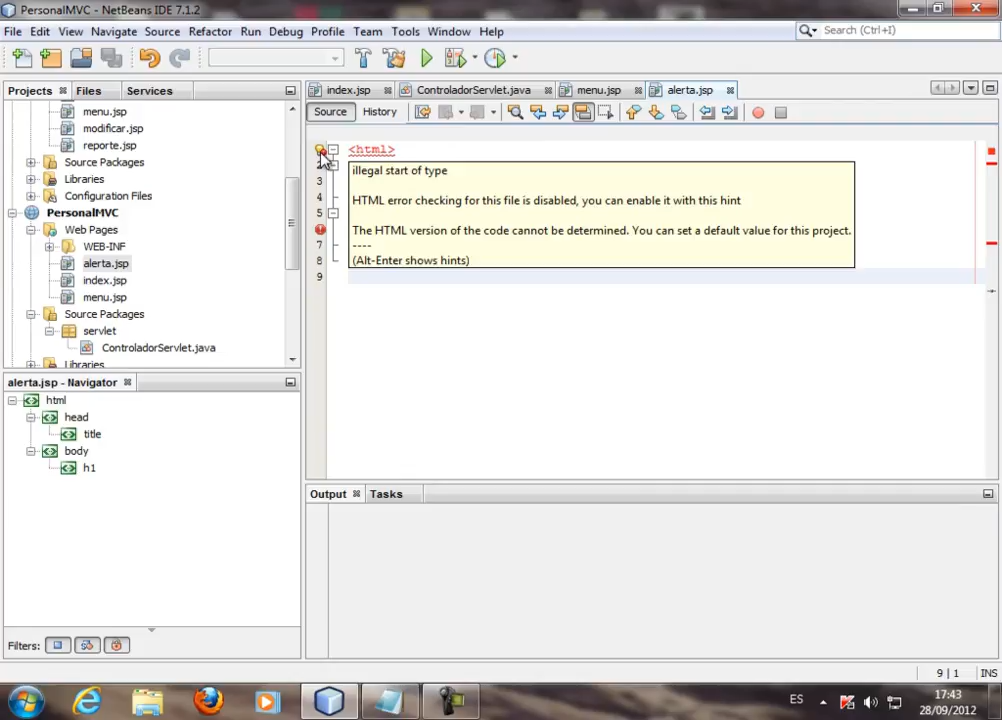 PersonalMVC - NetBeans IDE 7.1.2
File Edit View Navigate Source Refactor Run Debug Profile Team Tools Window Help
Search (Ctrl+I)
Projects Files Services
index.jsp ControladorServlet.java menu.jsp alerta.jsp
Source History
menu.jsp
modificar.jsp
reporte.jsp
Source Packages
Libraries
Configuration Files
PersonalMVC
Web Pages
WEB-INF
alerta.jsp
index.jsp
menu.jsp
Source Packages
servlet
ControladorServlet.java
Libraries
<html>
2
3
4
5
7
8
9
illegal start of type
HTML error checking for this file is disabled, you can enable it with this hint
The HTML version of the code cannot be determined. You can set a default value for this project.
----
(Alt-Enter shows hints)
alerta.jsp - Navigator
html
head
title
body
h1
Filters:
Output Tasks
9 | 1 INS
ES
17:43
28/09/2012